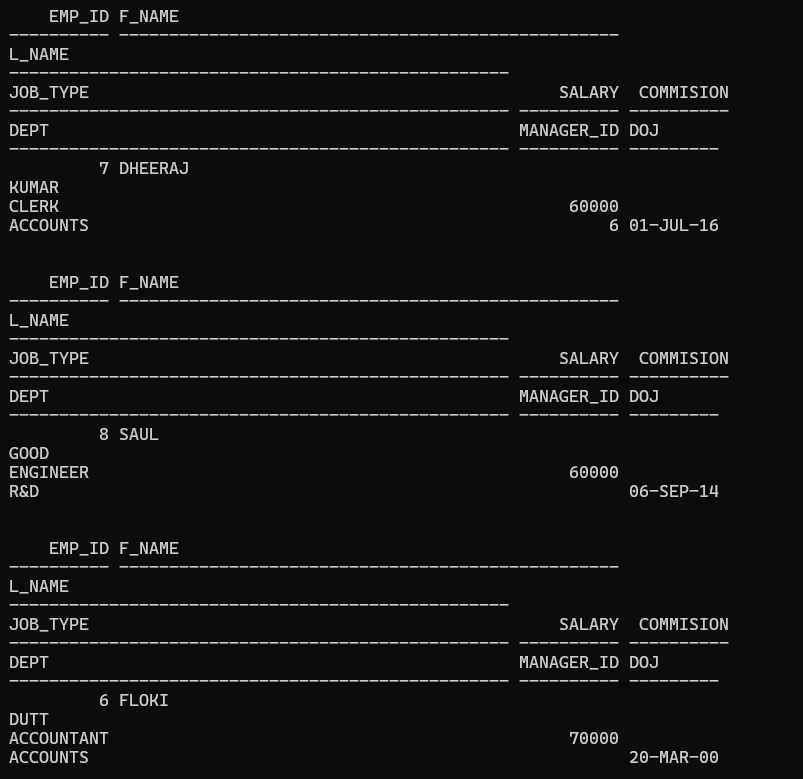 EMP_ID F_NAME
---------- --------------------------------------------------
L_NAME
--------------------------------------------------
JOB_TYPE                                               SALARY  COMMISION
-------------------------------------------------- ---------- ----------
DEPT                                               MANAGER_ID DOJ
-------------------------------------------------- ---------- ---------
         7 DHEERAJ
KUMAR
CLERK                                                   60000
ACCOUNTS                                                    6 01-JUL-16
    EMP_ID F_NAME
---------- --------------------------------------------------
L_NAME
--------------------------------------------------
JOB_TYPE                                               SALARY  COMMISION
-------------------------------------------------- ---------- ----------
DEPT                                               MANAGER_ID DOJ
-------------------------------------------------- ---------- ---------
         8 SAUL
GOOD
ENGINEER                                                60000
R&D                                                           06-SEP-14
    EMP_ID F_NAME
---------- --------------------------------------------------
L_NAME
--------------------------------------------------
JOB_TYPE                                               SALARY  COMMISION
-------------------------------------------------- ---------- ----------
DEPT                                               MANAGER_ID DOJ
-------------------------------------------------- ---------- ---------
         6 FLOKI
DUTT
ACCOUNTANT                                              70000
ACCOUNTS                                                      20-MAR-00